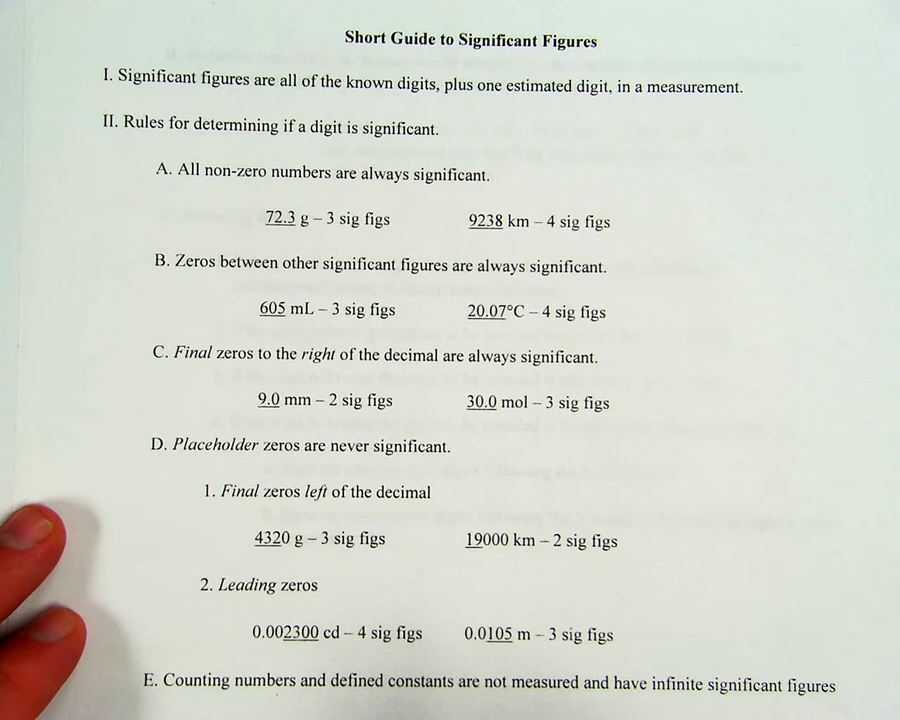 Short Guide to Significant Figures
I. Significant figures are all of the known digits, plus one estimated digit, in a measurement.
II. Rules for determining if a digit is significant.
A. All non-zero numbers are always significant.
72.3 g – 3 sig figs 9238 km – 4 sig figs
B. Zeros between other significant figures are always significant.
605 mL – 3 sig figs 20.07°C – 4 sig figs
C. Final zeros to the right of the decimal are always significant.
9.0 mm – 2 sig figs 30.0 mol – 3 sig figs
D. Placeholder zeros are never significant.
1. Final zeros left of the decimal
4320 g – 3 sig figs 19000 km – 2 sig figs
2. Leading zeros
0.002300 cd – 4 sig figs 0.0105 m – 3 sig figs
E. Counting numbers and defined constants are not measured and have infinite significant figures